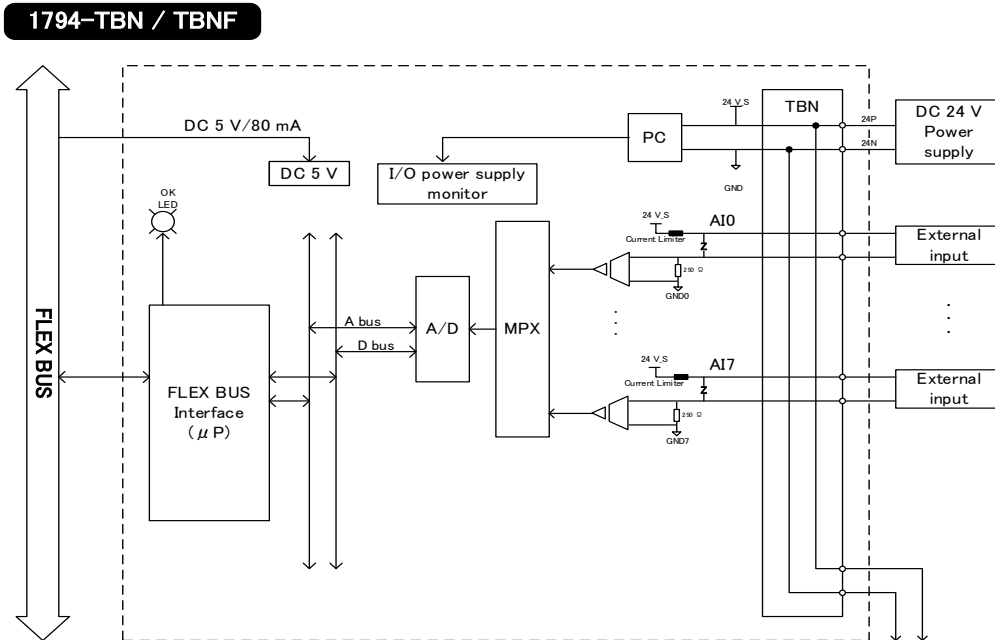 1794-TBN / TBNF
DC 5 V/80 mA
DC 5 V
I/O power supply
monitor
PC
24 V_S
GND
TBN
24P
24N
DC 24 V
Power
supply
OK
LED
24 V_S
AI0
Current Limiter
250 Ω
GND0
External
input
FLEX BUS
A bus
D bus
A/D
MPX
FLEX BUS
Interface
(μP)
24 V_S
AI7
Current Limiter
250 Ω
GND7
External
input